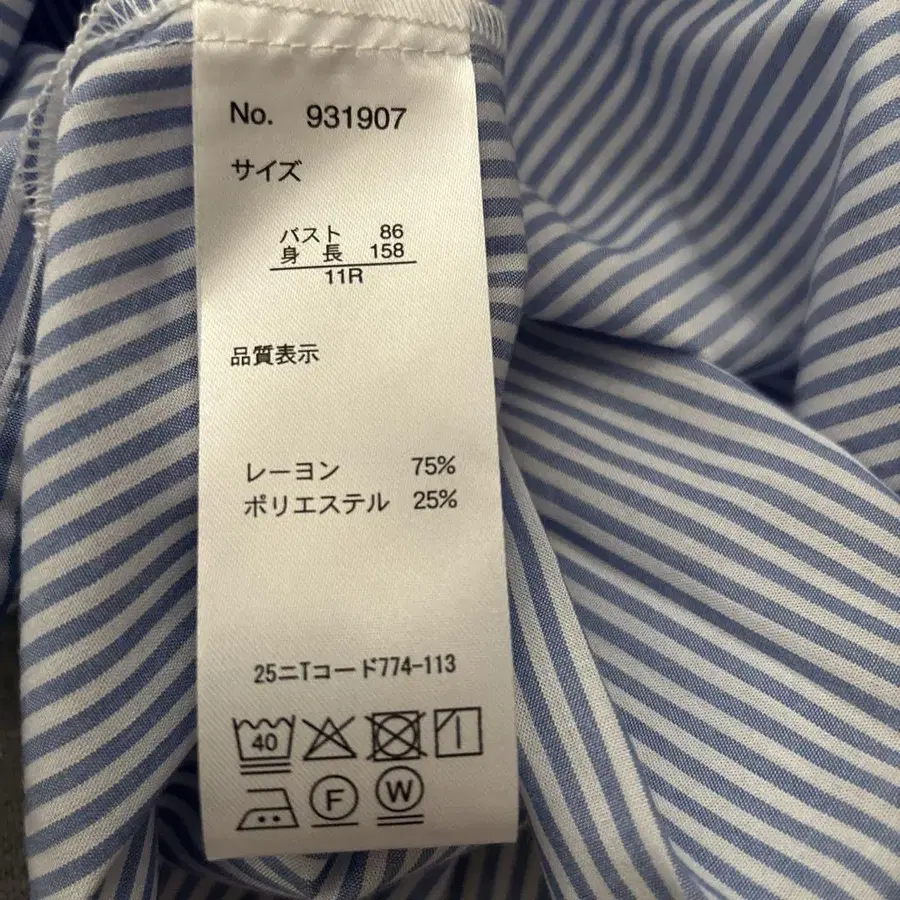 No. 931907
サイズ
バスト 86
身長 158
11R
品質表示
レーヨン 75%
ポリエステル 25%
25ニTコード774-113
40
F
W